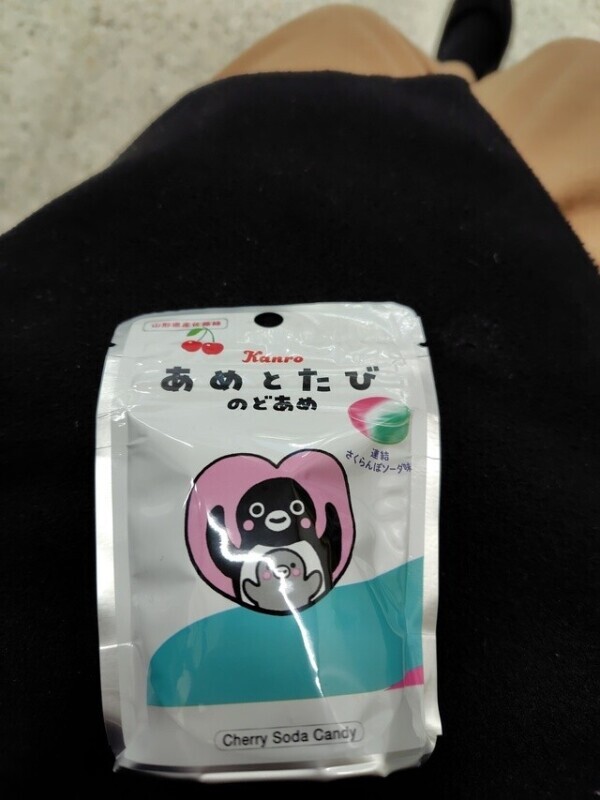 山形県産佐藤錦
Kanro
あめとたび
のどあめ
連結
さくらんぼソーダ味
Cherry Soda Candy